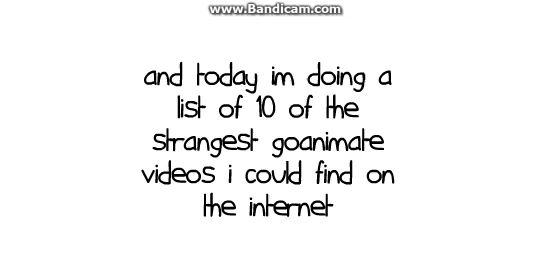 www.Bandicam.com
and today im doing a
list of 10 of the
strangest goanimate
videos i could find on
the internet